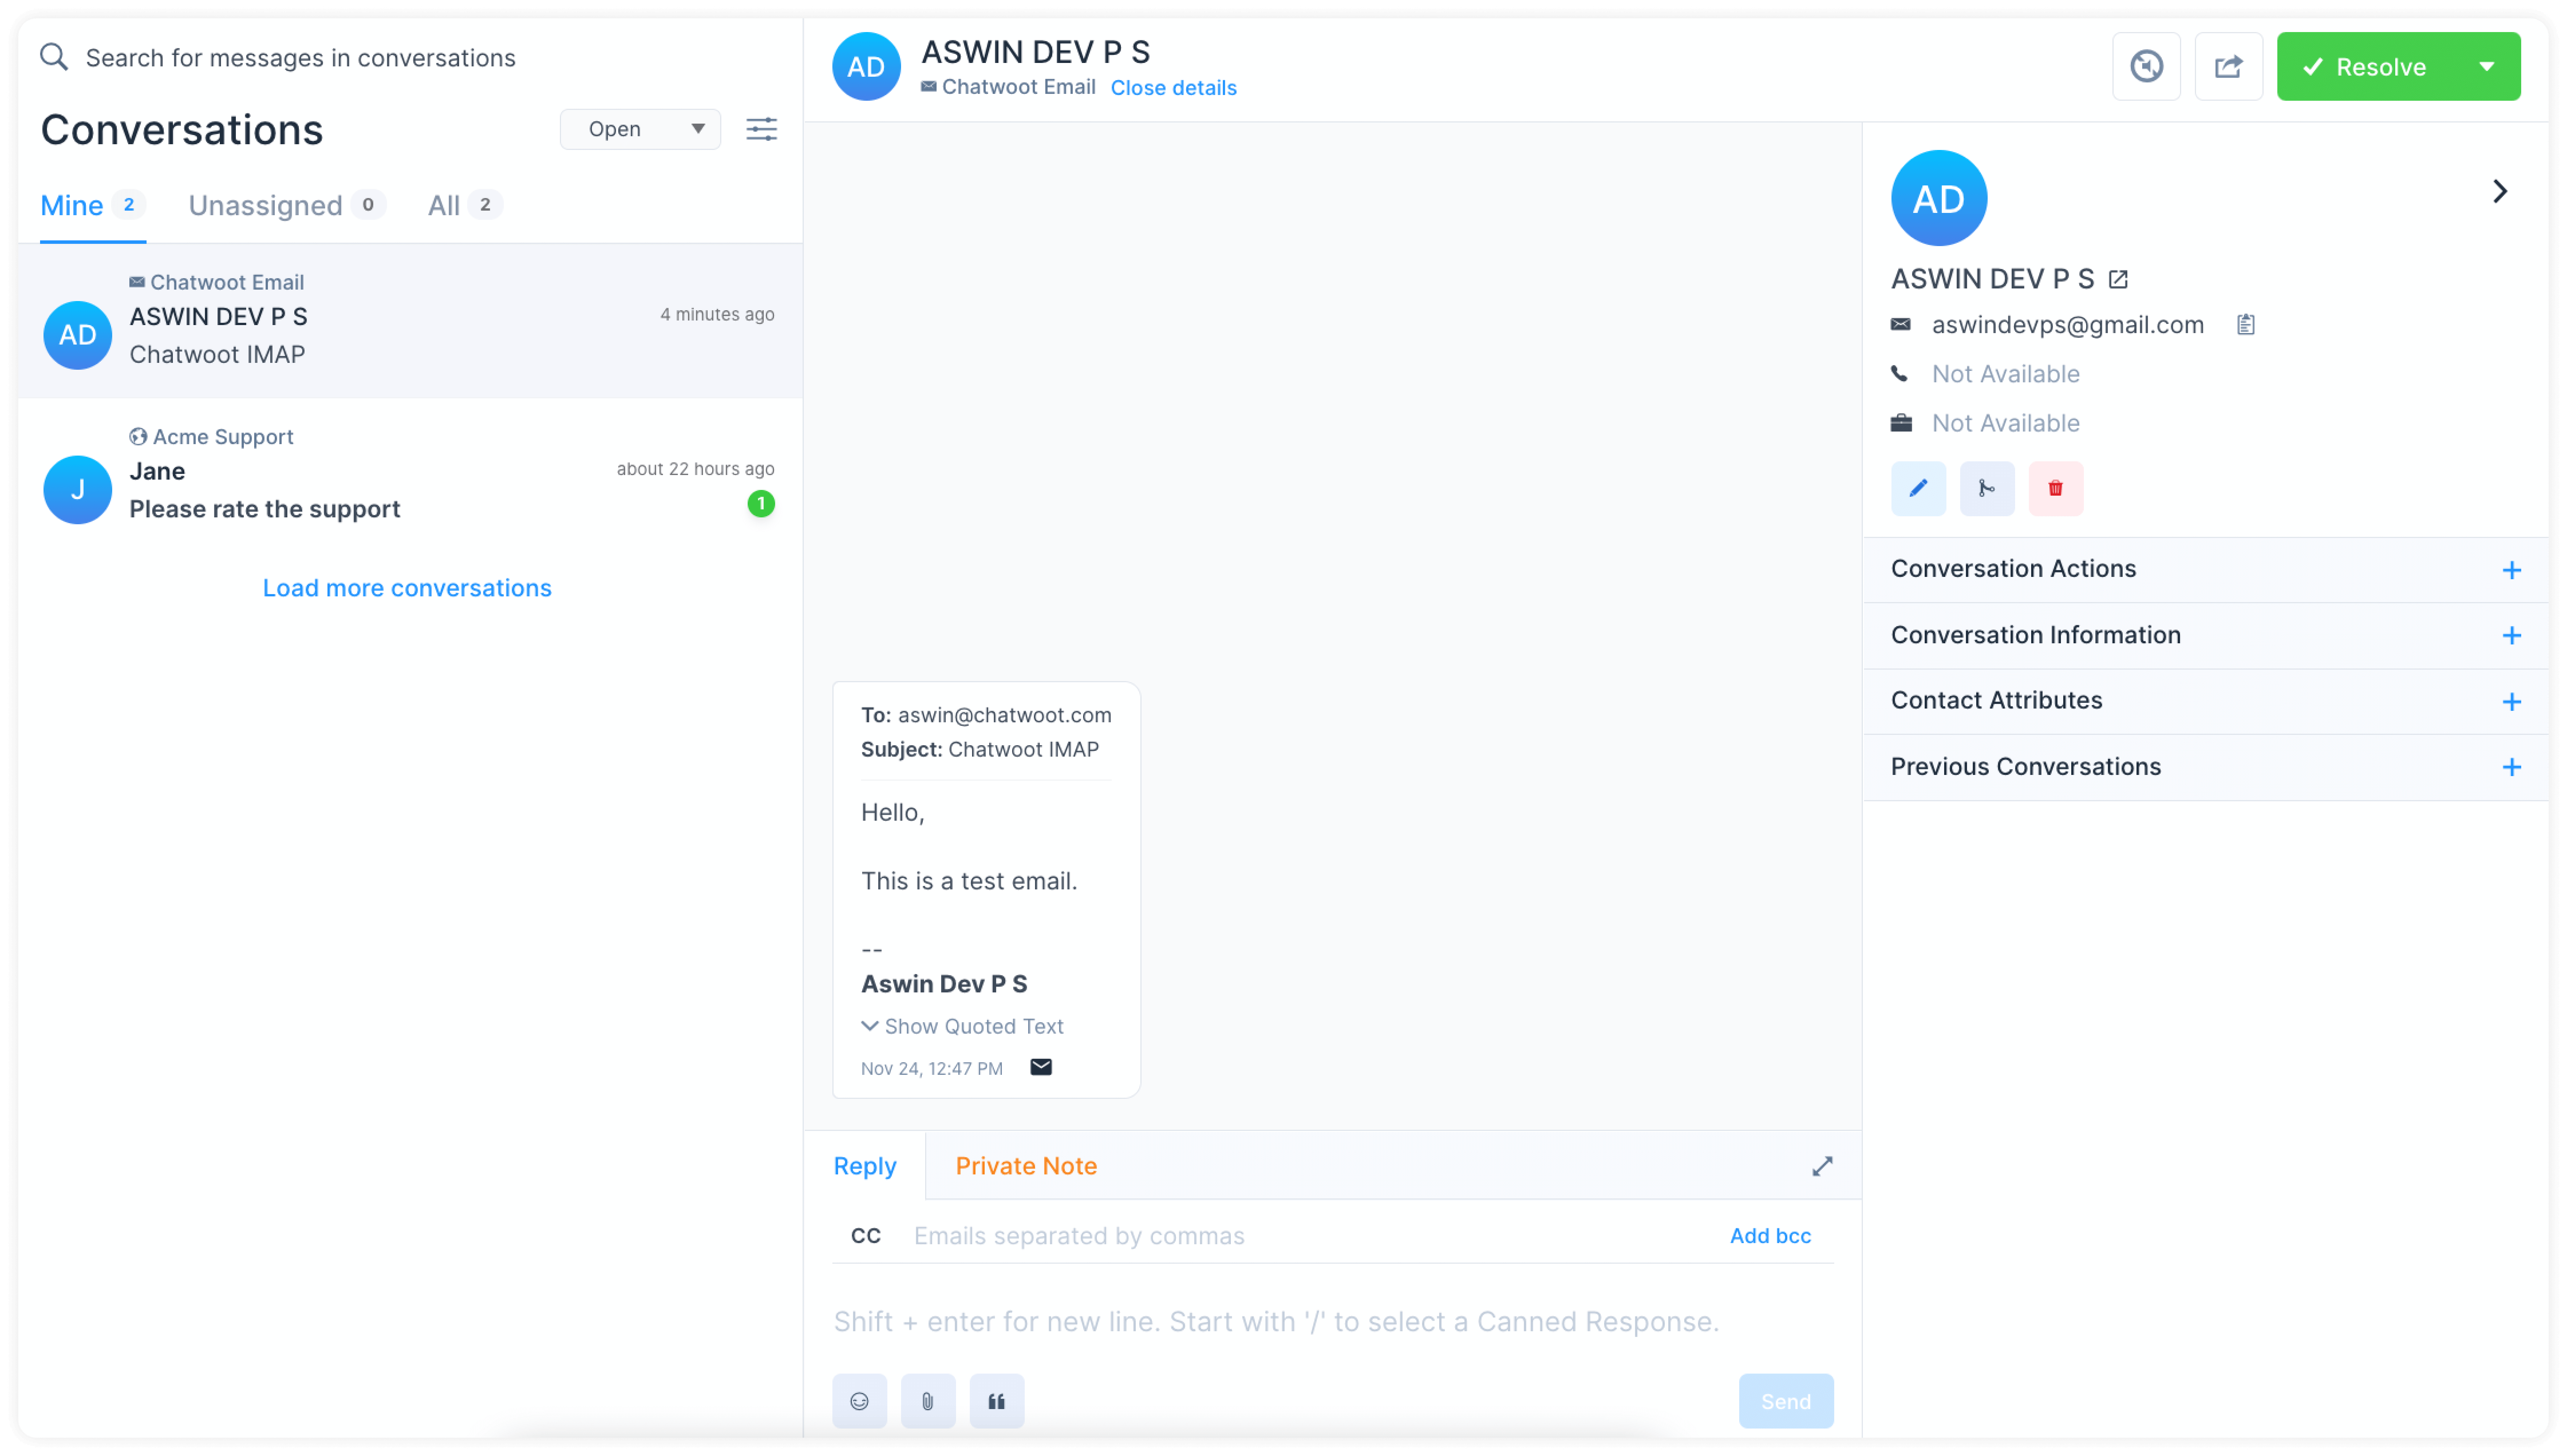 Search for messages in conversations
Conversations
Open
Mine 2 Unassigned 0 All 2
Chatwoot Email
AD
ASWIN DEV P S
4 minutes ago
Chatwoot IMAP
Acme Support
J
Jane
about 22 hours ago
Please rate the support
1
Load more conversations
AD
ASWIN DEV P S
Chatwoot Email Close details
Resolve
To: aswin@chatwoot.com
Subject: Chatwoot IMAP
Hello,
This is a test email.
--
Aswin Dev P S
Show Quoted Text
Nov 24, 12:47 PM
Reply Private Note
CC Emails separated by commas Add bcc
Shift + enter for new line. Start with '/' to select a Canned Response.
Send
AD
ASWIN DEV P S
aswindevps@gmail.com
Not Available
Not Available
Conversation Actions +
Conversation Information +
Contact Attributes +
Previous Conversations +